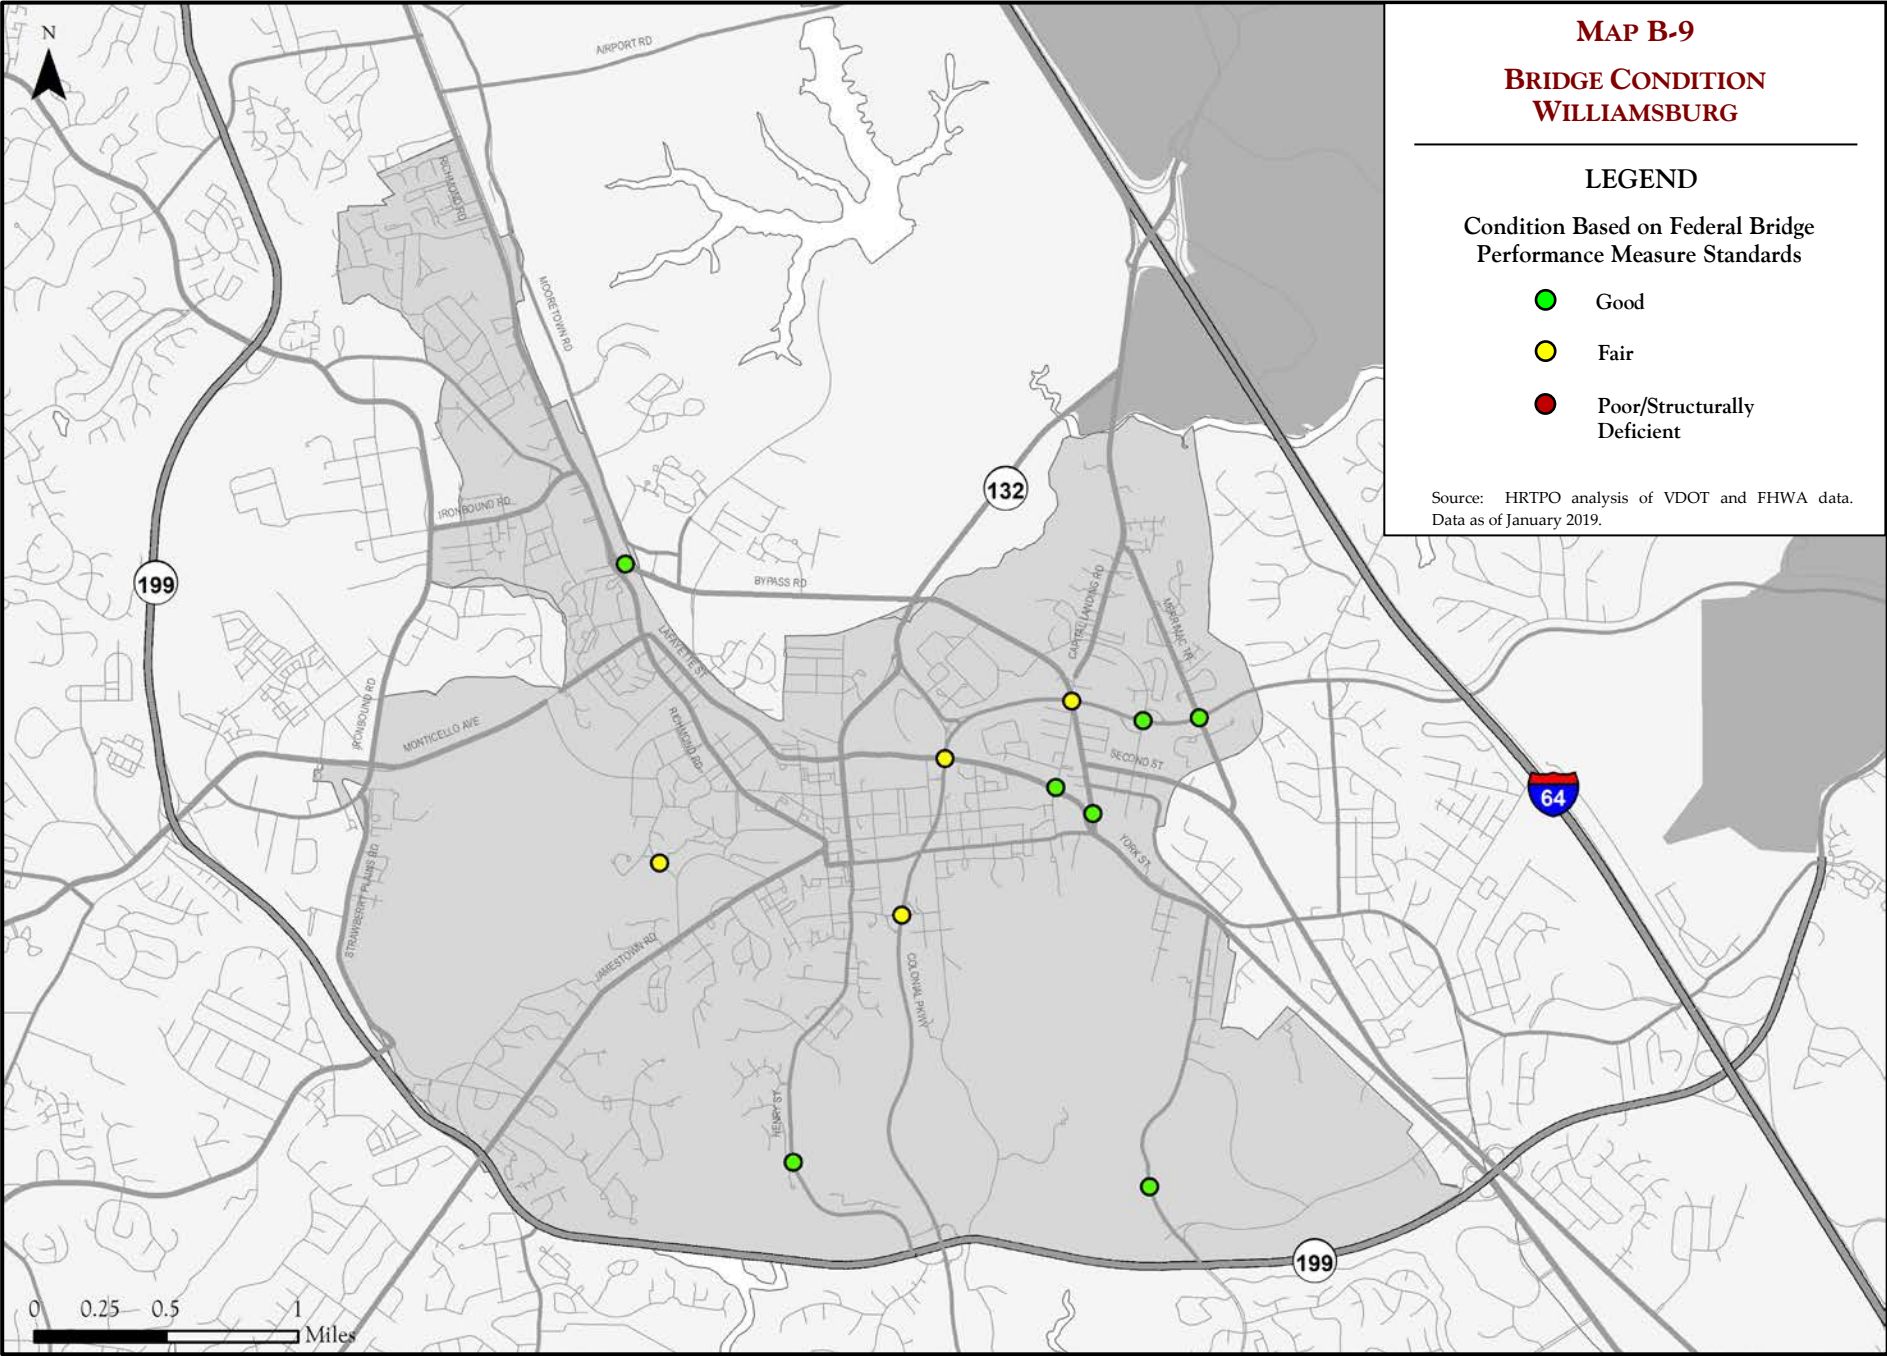 MAP B-9
BRIDGE CONDITION
WILLIAMSBURG
LEGEND
Condition Based on Federal Bridge
Performance Measure Standards
Good
Fair
Poor/Structurally
Deficient
Source: HRTPO analysis of VDOT and FHWA data.
Data as of January 2019.
N
AIRPORT RD
RICHMOND RD
MOORETOWN RD
132
IRONBOUND RD
199
BYPASS RD
CAPITAL LANDING RD
MERRIMAC TR
LAFAYETTE ST
IRONBOUND RD
MONTICELLO AVE
RICHMOND RD
SECOND ST
64
YORK ST
STRAWBERRY PLAINS RD
JAMESTOWN RD
COLONIAL PKWY
HENRY ST
199
0 0.25 0.5 1
Miles